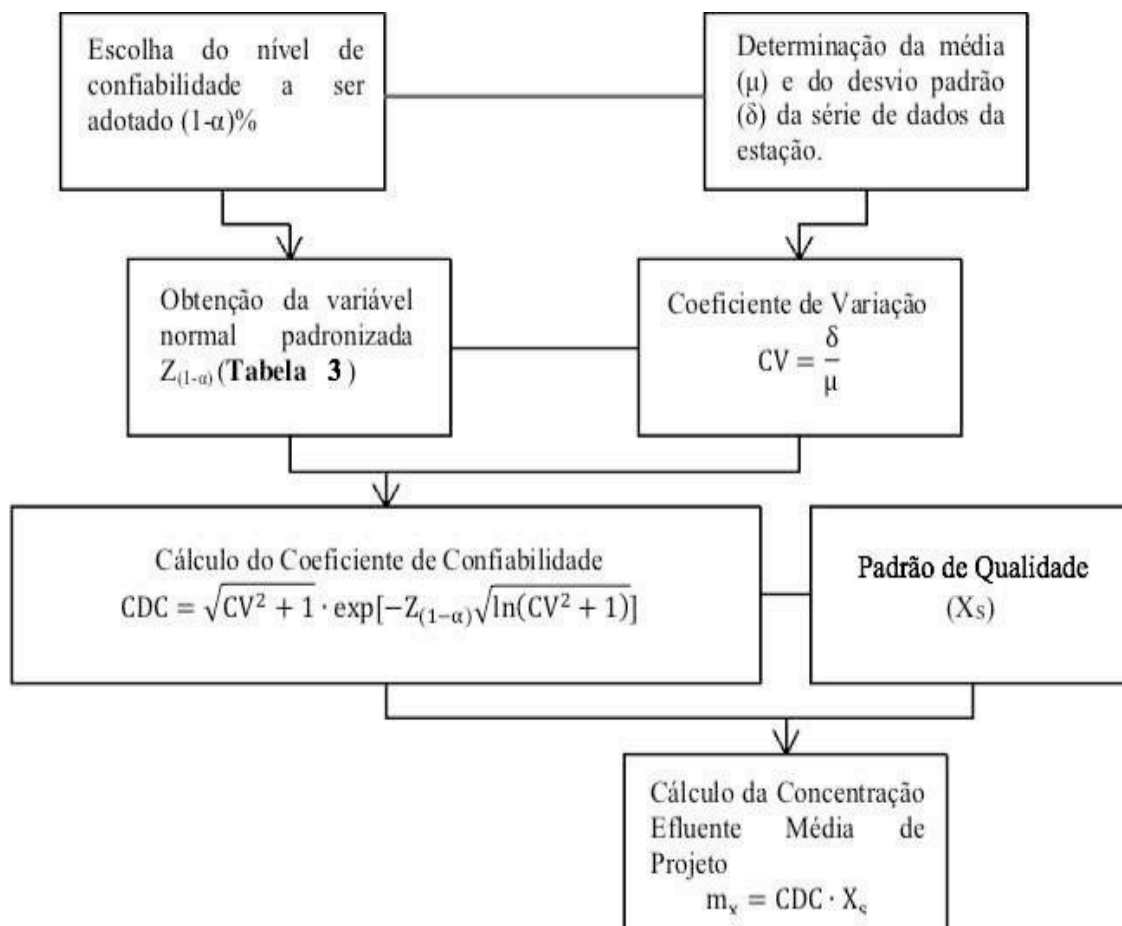 Escolha do nível de
confiabilidade a ser
adotado (1-α)%
Determinação da média
(μ) e do desvio padrão
(δ) da série de dados da
estação.
Obtenção da variável
normal padronizada
Z(1-α) (Tabela 3)
Coeficiente de Variação
CV = δ/μ
Cálculo do Coeficiente de Confiabilidade
CDC = √(CV² + 1) · exp[−Z(1−α)√(ln(CV² + 1))]
Padrão de Qualidade
(Xs)
Cálculo da Concentração
Efluente Média de
Projeto
mx = CDC · Xs